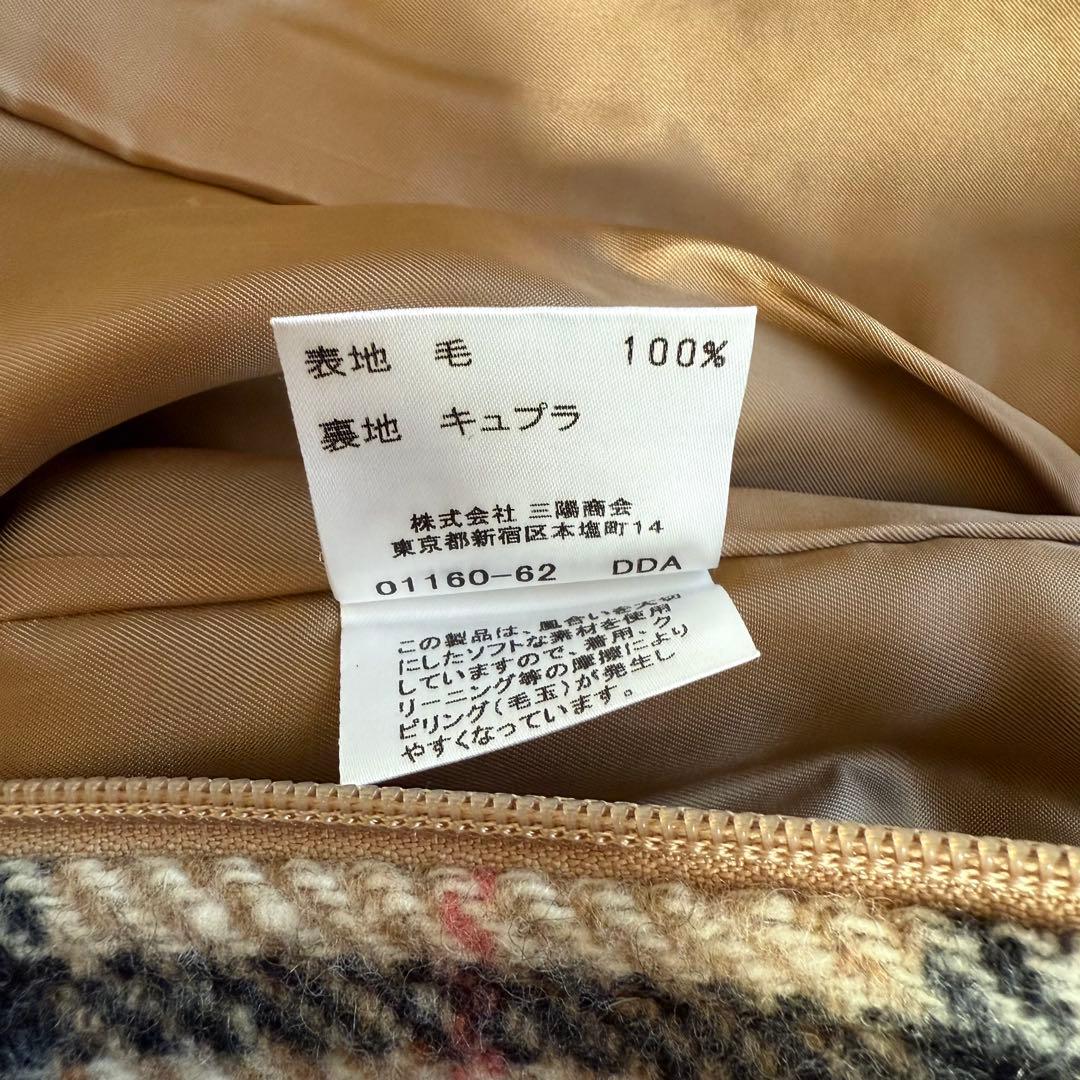 表地 毛 100%
裏地 キュプラ
株式会社 三陽商会
東京都新宿区本塩町14
01160-62 DDA
この製品は、風合いを大切
にしたソフトな素材を使用
していますので、着用、ク
リーニング等の摩擦により
ピリング(毛玉)が発生し
やすくなっています。